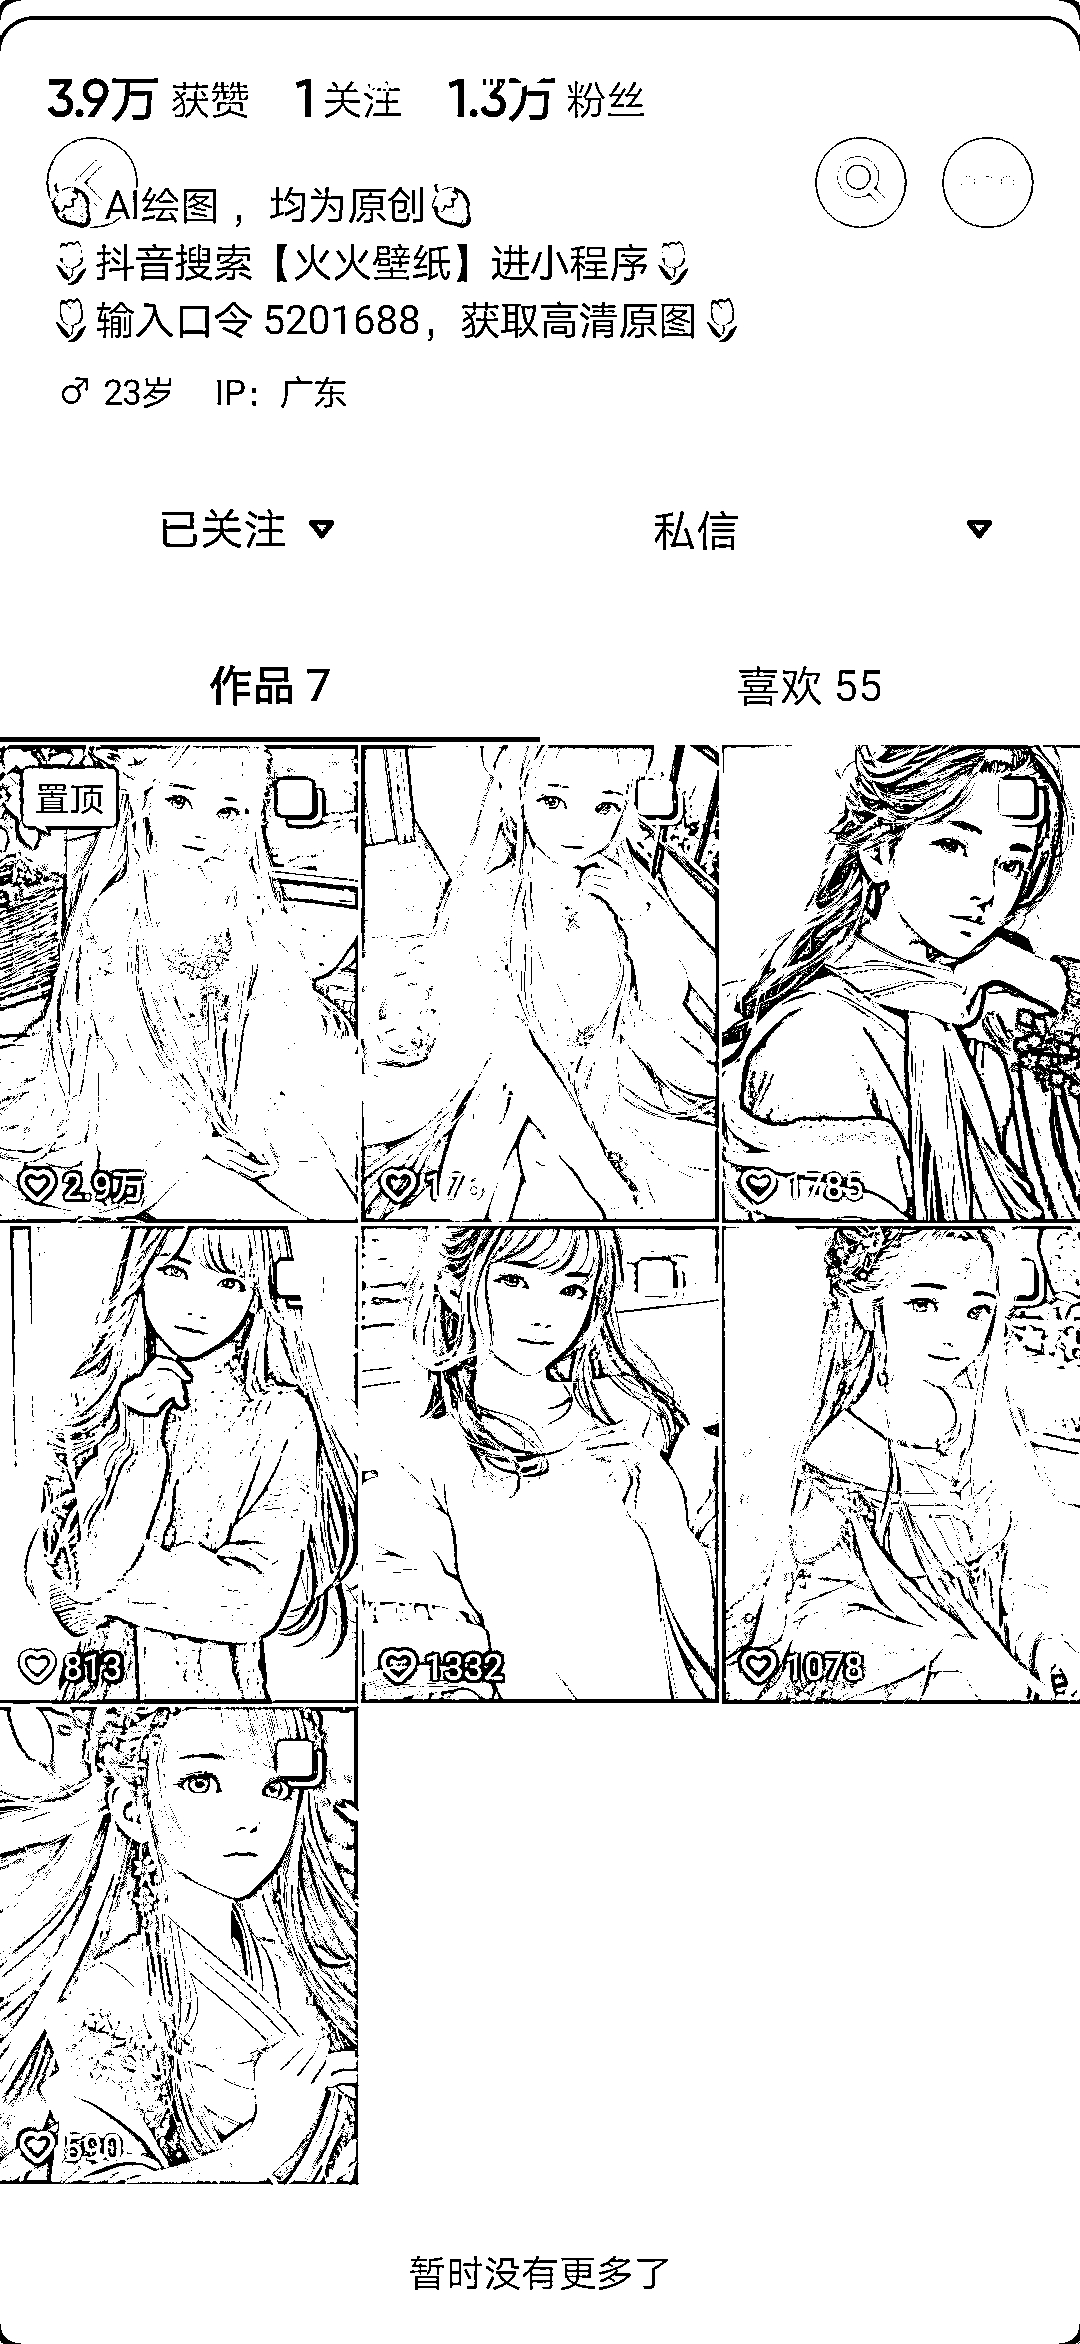 3.9万 获赞 1关注 1.3万 粉丝
AI绘图，均为原创
抖音搜索【火火壁纸】进小程序
输入口令 5201688，获取高清原图
♂ 23岁 IP：广东
已关注 私信
作品 7 喜欢 55
置顶
2.9万 1785
813 1332 1078
590
暂时没有更多了